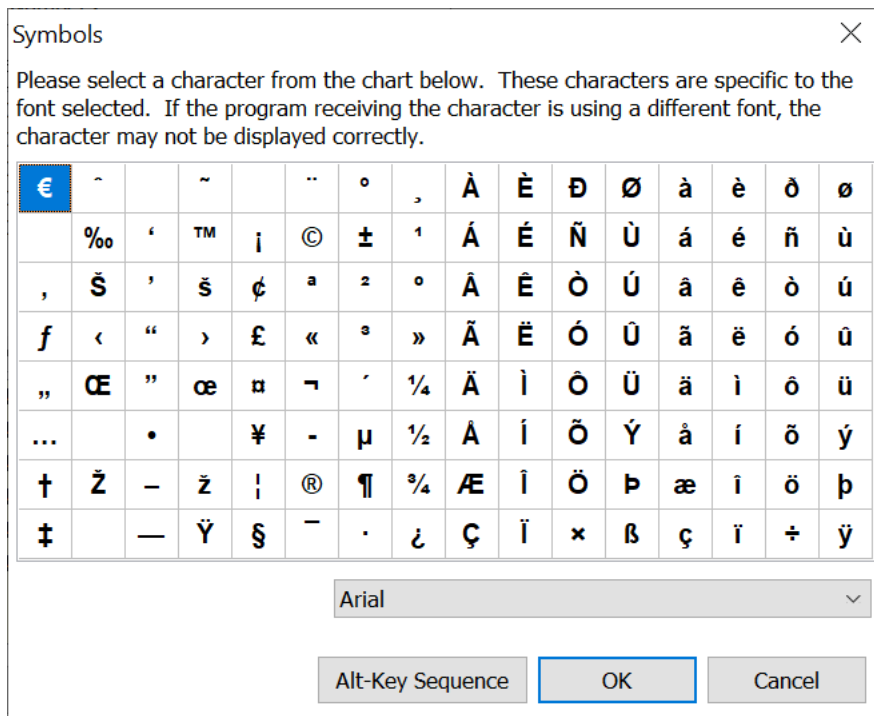 Symbols
Please select a character from the chart below.  These characters are specific to the
font selected.  If the program receiving the character is using a different font, the
character may not be displayed correctly.
€ ˆ ˜ ¨ ° ¸ À È Ð Ø à è ð ø
‰ ‘ ™ ¡ © ± ¹ Á É Ñ Ù á é ñ ù
‚ Š ’ š ¢ ª ² º Â Ê Ò Ú â ê ò ú
ƒ ‹ “ › £ « ³ » Ã Ë Ó Û ã ë ó û
„ Œ ” œ ¤ ¬ ´ ¼ Ä Ì Ô Ü ä ì ô ü
… • ¥ - µ ½ Å Í Õ Ý å í õ ý
† Ž – ž ¦ ® ¶ ¾ Æ Î Ö Þ æ î ö þ
‡ — Ÿ § ¯ · ¿ Ç Ï × ß ç ï ÷ ÿ
Arial
Alt-Key Sequence OK Cancel